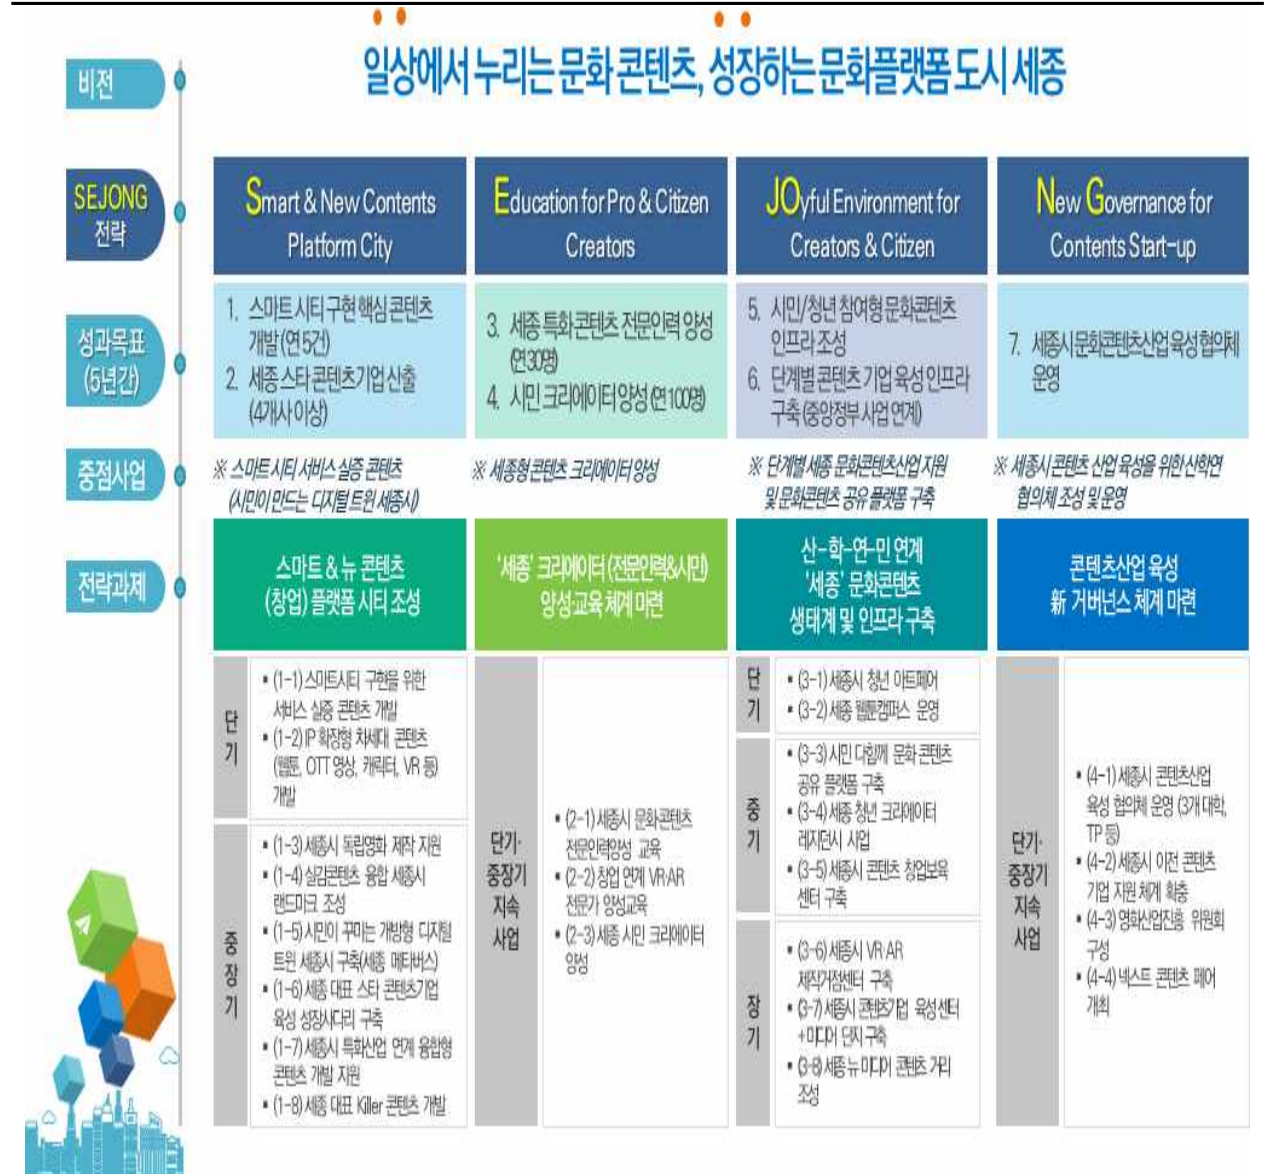 비전
일상에서 누리는 문화 콘텐츠, 성장하는 문화플랫폼 도시 세종
SEJONG
전략
Smart & New Contents
Platform City
Education for Pro & Citizen
Creators
JOyful Environment for
Creators & Citizen
New Governance for
Contents Start-up
성과목표
(5년간)
1. 스마트 시티 구현 핵심 콘텐츠
개발 (연 5건)
2. 세종 스타 콘텐츠기업 산출
(4개사 이상)
3. 세종 특화 콘텐츠 전문인력 양성
(연30명)
4. 시민 크리에이터 양성 (연100명)
5. 시민/청년 참여형 문화콘텐츠
인프라 조성
6. 단계별 콘텐츠 기업 육성 인프라
구축 (중앙정부 사업 연계)
7. 세종시 문화콘텐츠산업 육성 협의체
운영
중점사업
※ 스마트 시티 서비스 실증 콘텐츠
(시민이 만드는 디지털 트윈 세종시)
※ 세종형 콘텐츠 크리에이터 양성
※ 단계별 세종 문화콘텐츠산업 지원
및 문화콘텐츠 공유 플랫폼 구축
※ 세종시 콘텐츠 산업 육성을 위한 산학연
협의체 조성 및 운영
전략과제
스마트 & 뉴 콘텐츠
(창업) 플랫폼 시티 조성
‘세종’ 크리에이터 (전문인력&시민)
양성·교육 체계 마련
산-학-연-민 연계
‘세종’ 문화콘텐츠
생태계 및 인프라 구축
콘텐츠산업 육성
新 거버넌스 체계 마련
단
기
▪ (1-1) 스마트시티 구현을 위한
서비스 실증 콘텐츠 개발
▪ (1-2) IP 확장형 차세대 콘텐츠
(웹툰, OTT 영상, 캐릭터, VR 등)
개발
중
장
기
▪ (1-3) 세종시 독립영화 제작 지원
▪ (1-4) 실감콘텐츠 융합 세종시
랜드마크 조성
▪ (1-5) 시민이 꾸미는 개방형 디지털
트윈 세종시 구축(세종 메타버스)
▪ (1-6) 세종 대표 스타 콘텐츠기업
육성 성장사다리 구축
▪ (1-7) 세종시 특화산업 연계 융합형
콘텐츠 개발 지원
▪ (1-8) 세종 대표 Killer 콘텐츠 개발
단기·
중장기
지속
사업
▪ (2-1) 세종시 문화콘텐츠
전문인력양성 교육
▪ (2-2) 창업 연계 VR·AR
전문가 양성교육
▪ (2-3) 세종 시민 크리에이터
양성
단
기
▪ (3-1) 세종시 청년 아트페어
▪ (3-2) 세종 웹툰캠퍼스 운영
중
기
▪ (3-3) 시민 다함께 문화 콘텐츠
공유 플랫폼 구축
▪ (3-4) 세종 청년 크리에이터
레지던시 사업
▪ (3-5) 세종시 콘텐츠 창업보육
센터 구축
장
기
▪ (3-6) 세종시 VR·AR
제작거점센터 구축
▪ (3-7) 세종시 콘텐츠기업 육성 센터
+ 미디어 단지 구축
▪ (3-8) 세종 뉴 미디어 콘텐츠 거리
조성
단기·
중장기
지속
사업
▪ (4-1) 세종시 콘텐츠산업
육성 협의체 운영 (3개 대학,
TP 등)
▪ (4-2) 세종시 이전 콘텐츠
기업 지원 체계 확충
▪ (4-3) 영화산업진흥 위원회
구성
▪ (4-4) 넥스트 콘텐츠 페어
개최